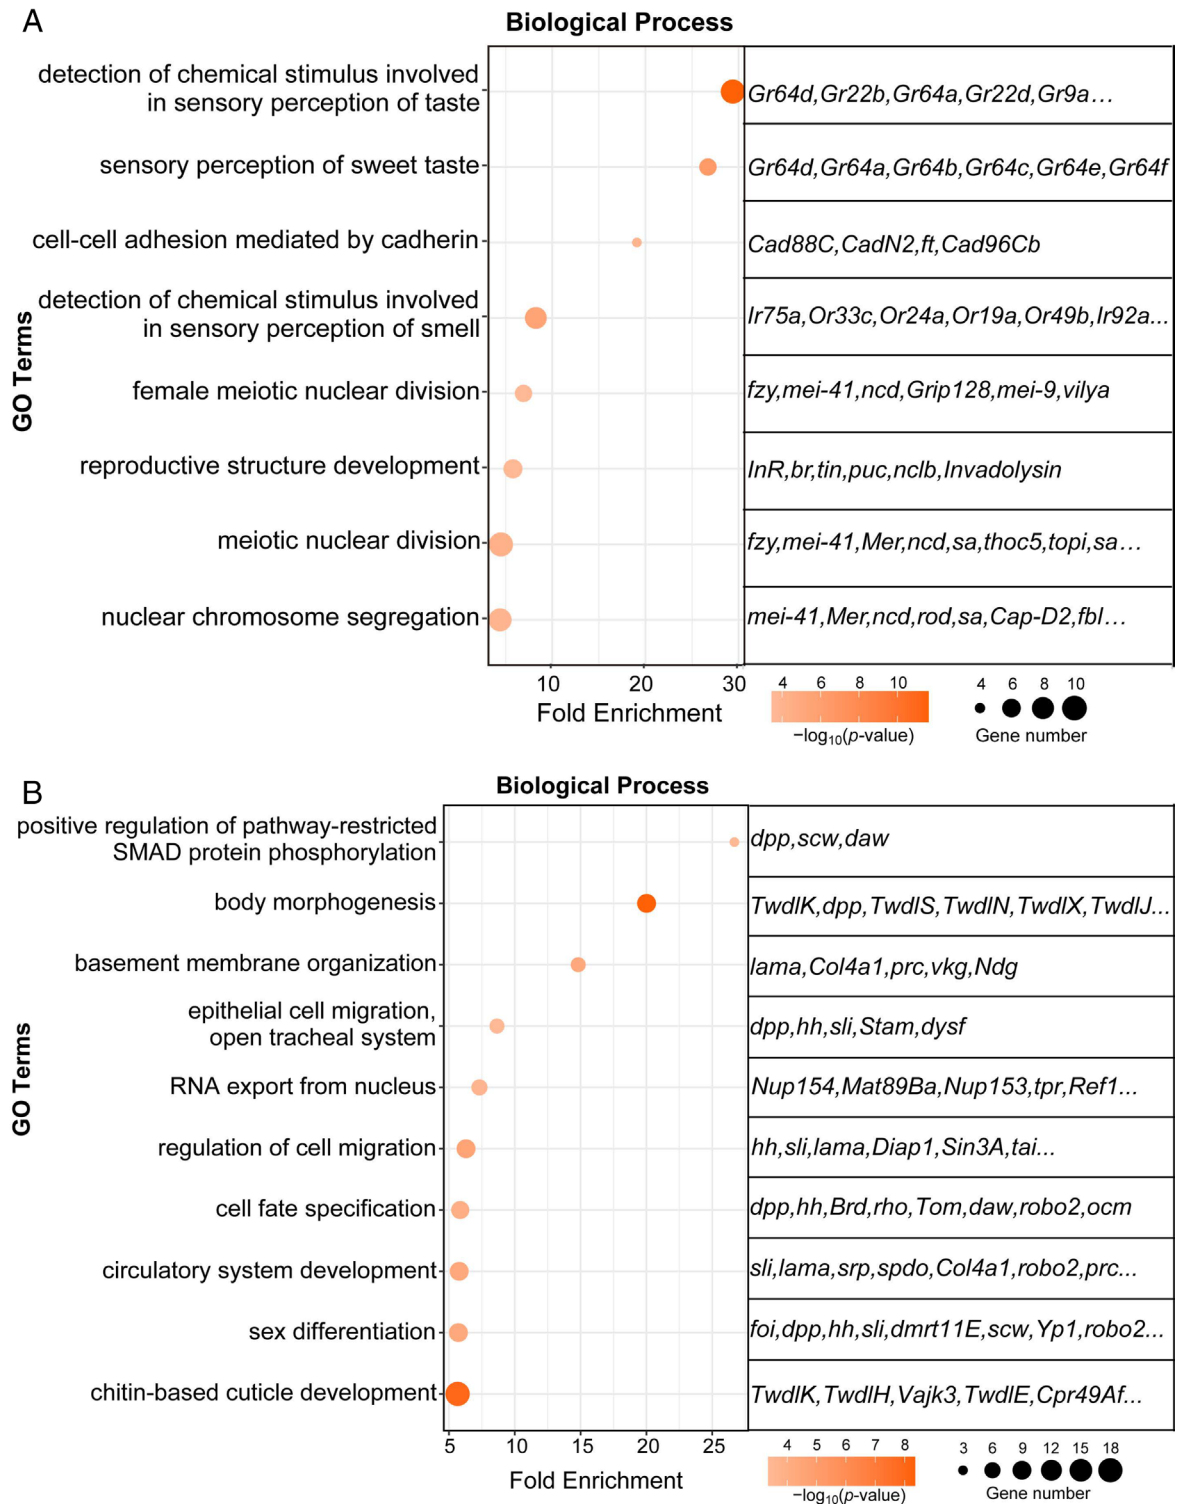 A
Biological Process
detection of chemical stimulus involved
in sensory perception of taste
Gr64d,Gr22b,Gr64a,Gr22d,Gr9a…
sensory perception of sweet taste
Gr64d,Gr64a,Gr64b,Gr64c,Gr64e,Gr64f
cell-cell adhesion mediated by cadherin
Cad88C,CadN2,ft,Cad96Cb
detection of chemical stimulus involved
in sensory perception of smell
Ir75a,Or33c,Or24a,Or19a,Or49b,Ir92a...
female meiotic nuclear division
fzy,mei-41,ncd,Grip128,mei-9,vilya
reproductive structure development
InR,br,tin,puc,nclb,Invadolysin
meiotic nuclear division
fzy,mei-41,Mer,ncd,sa,thoc5,topi,sa…
nuclear chromosome segregation
mei-41,Mer,ncd,rod,sa,Cap-D2,fbl…
GO Terms
10 20 30
Fold Enrichment
4 6 8 10
−log10(p-value)
4 6 8 10
Gene number
B
Biological Process
positive regulation of pathway-restricted
SMAD protein phosphorylation
dpp,scw,daw
body morphogenesis
TwdlK,dpp,TwdlS,TwdlN,TwdlX,TwdlJ...
basement membrane organization
lama,Col4a1,prc,vkg,Ndg
epithelial cell migration,
open tracheal system
dpp,hh,sli,Stam,dysf
RNA export from nucleus
Nup154,Mat89Ba,Nup153,tpr,Ref1...
regulation of cell migration
hh,sli,lama,Diap1,Sin3A,tai...
cell fate specification
dpp,hh,Brd,rho,Tom,daw,robo2,ocm
circulatory system development
sli,lama,srp,spdo,Col4a1,robo2,prc...
sex differentiation
foi,dpp,hh,sli,dmrt11E,scw,Yp1,robo2...
chitin-based cuticle development
TwdlK,TwdlH,Vajk3,TwdlE,Cpr49Af...
GO Terms
5 10 15 20 25
Fold Enrichment
4 5 6 7 8
−log10(p-value)
3 6 9 12 15 18
Gene number